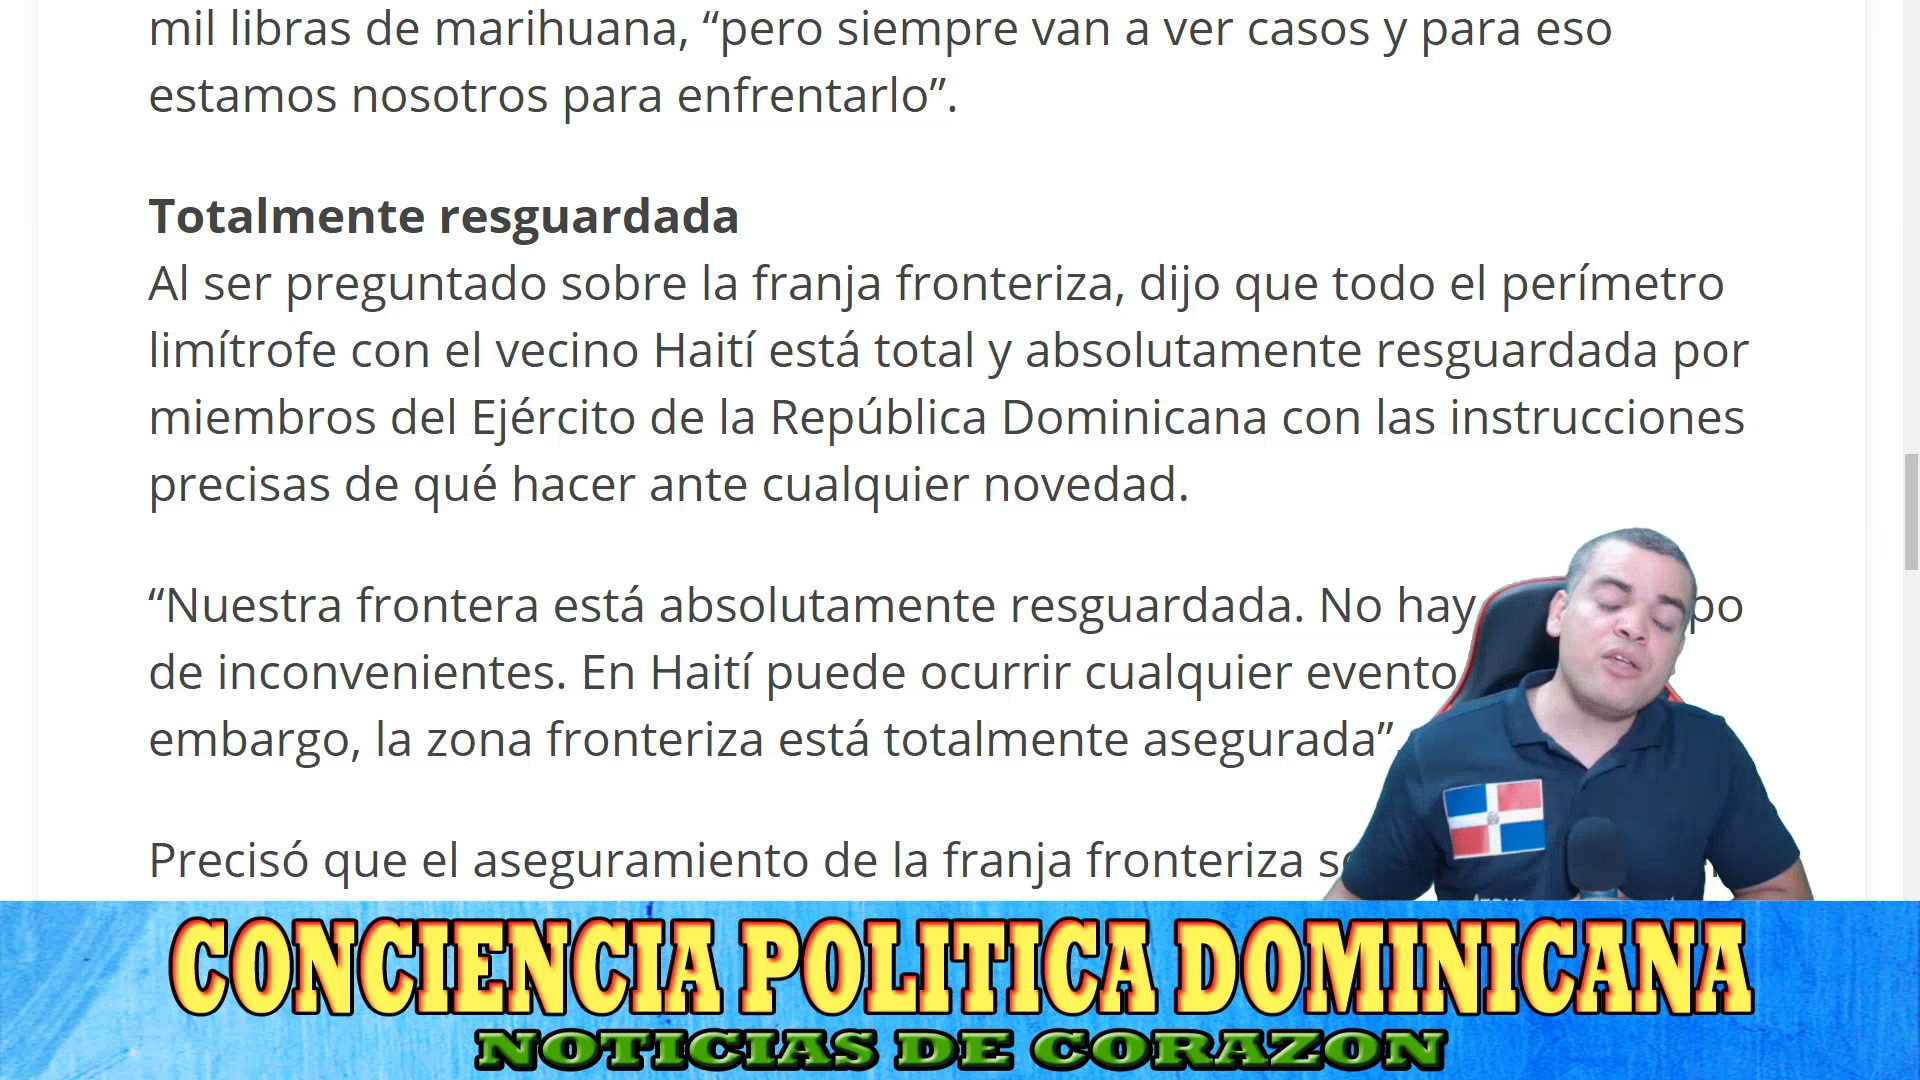 mil libras de marihuana, “pero siempre van a ver casos y para eso
estamos nosotros para enfrentarlo”.
Totalmente resguardada
Al ser preguntado sobre la franja fronteriza, dijo que todo el perímetro
limítrofe con el vecino Haití está total y absolutamente resguardada por
miembros del Ejército de la República Dominicana con las instrucciones
precisas de qué hacer ante cualquier novedad.
“Nuestra frontera está absolutamente resguardada. No hay
de inconvenientes. En Haití puede ocurrir cualquier evento
embargo, la zona fronteriza está totalmente asegurada”
Precisó que el aseguramiento de la franja fronteriza
CONCIENCIA POLITICA DOMINICANA
NOTICIAS DE CORAZON